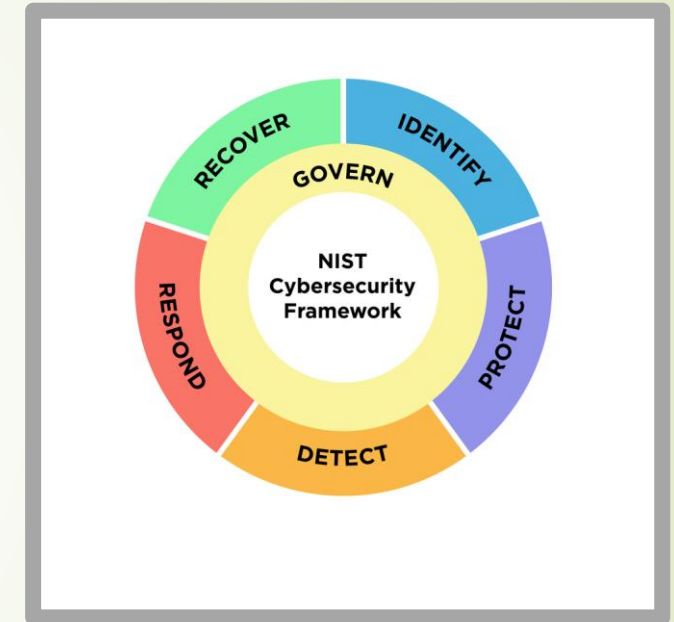 RECOVER
IDENTIFY
GOVERN
NIST
Cybersecurity
Framework
RESPOND
PROTECT
DETECT